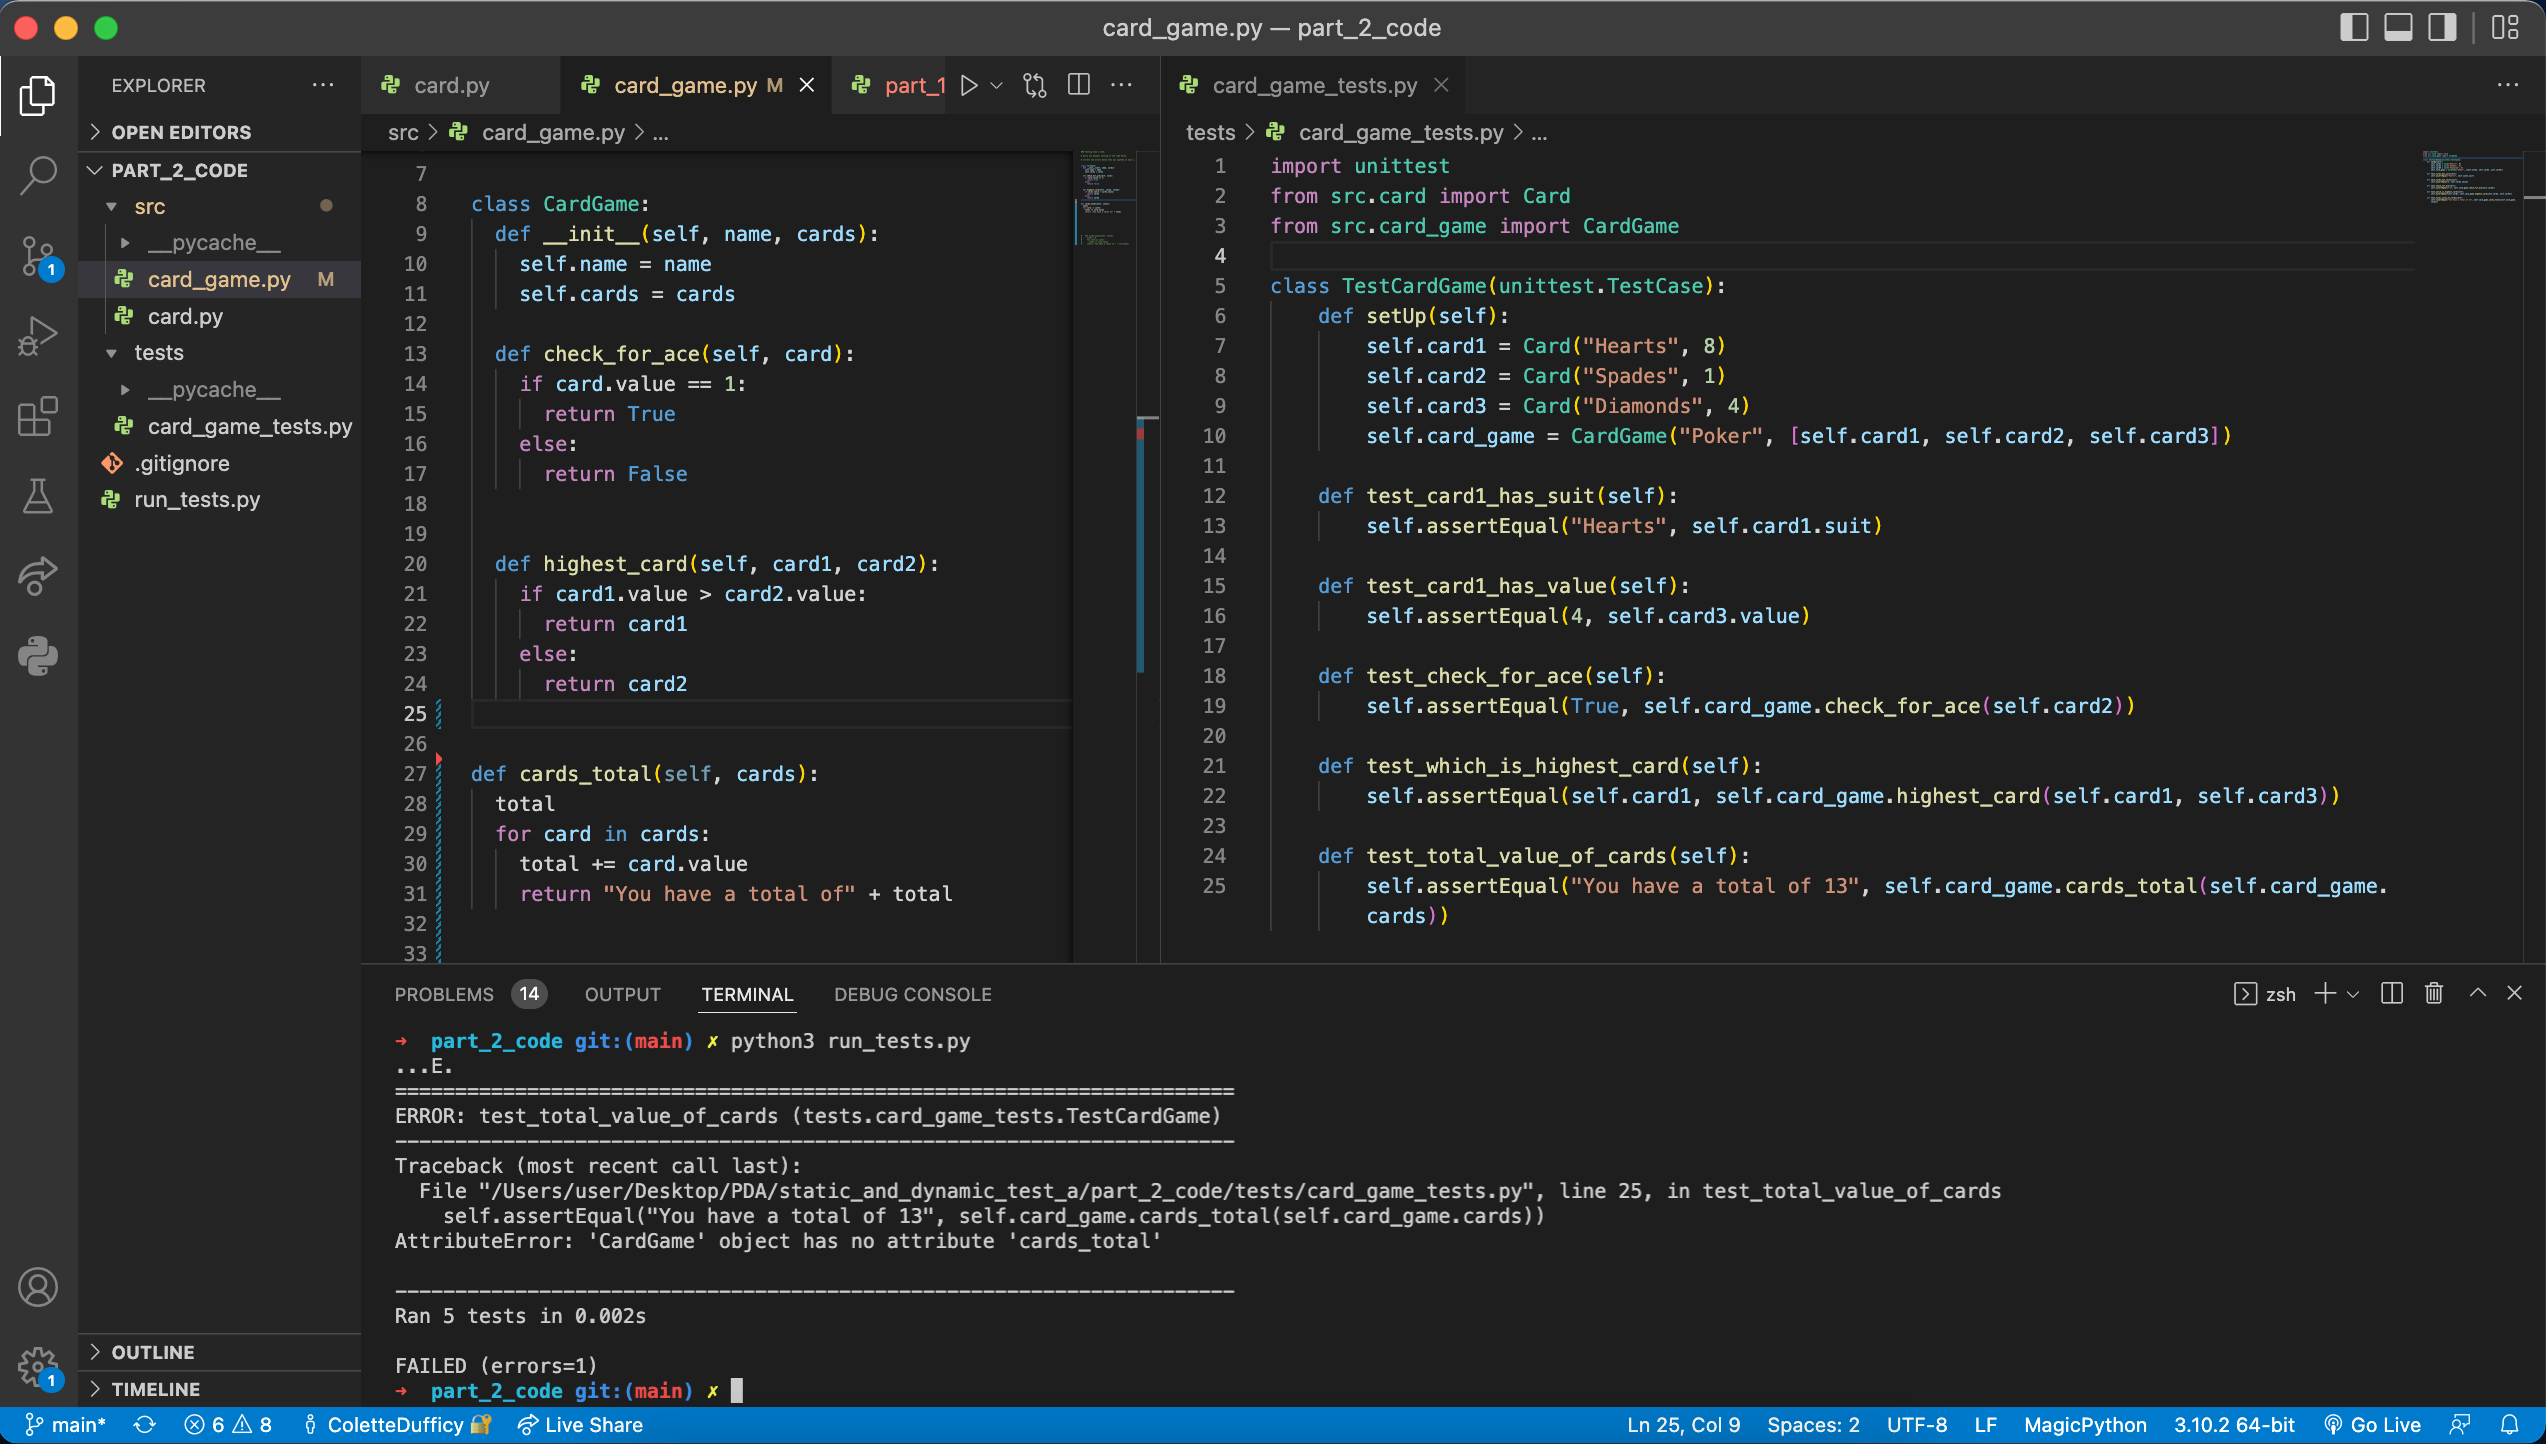 card_game.py — part_2_code
EXPLORER
OPEN EDITORS
PART_2_CODE
src
__pycache__
card_game.py M
card.py
tests
__pycache__
card_game_tests.py
.gitignore
run_tests.py
OUTLINE
TIMELINE
1
1
card.py
card_game.py M
part_1
src > card_game.py > ...
7
8 class CardGame:
9 def __init__(self, name, cards):
10 self.name = name
11 self.cards = cards
12
13 def check_for_ace(self, card):
14 if card.value == 1:
15 return True
16 else:
17 return False
18
19
20 def highest_card(self, card1, card2):
21 if card1.value > card2.value:
22 return card1
23 else:
24 return card2
25
26
27 def cards_total(self, cards):
28 total
29 for card in cards:
30 total += card.value
31 return "You have a total of" + total
32
33
card_game_tests.py
tests > card_game_tests.py > ...
1 import unittest
2 from src.card import Card
3 from src.card_game import CardGame
4
5 class TestCardGame(unittest.TestCase):
6 def setUp(self):
7 self.card1 = Card("Hearts", 8)
8 self.card2 = Card("Spades", 1)
9 self.card3 = Card("Diamonds", 4)
10 self.card_game = CardGame("Poker", [self.card1, self.card2, self.card3])
11
12 def test_card1_has_suit(self):
13 self.assertEqual("Hearts", self.card1.suit)
14
15 def test_card1_has_value(self):
16 self.assertEqual(4, self.card3.value)
17
18 def test_check_for_ace(self):
19 self.assertEqual(True, self.card_game.check_for_ace(self.card2))
20
21 def test_which_is_highest_card(self):
22 self.assertEqual(self.card1, self.card_game.highest_card(self.card1, self.card3))
23
24 def test_total_value_of_cards(self):
25 self.assertEqual("You have a total of 13", self.card_game.cards_total(self.card_game.
cards))
PROBLEMS 14 OUTPUT TERMINAL DEBUG CONSOLE
zsh
➜ part_2_code git:(main) ✗ python3 run_tests.py
...E.
======================================================================
ERROR: test_total_value_of_cards (tests.card_game_tests.TestCardGame)
----------------------------------------------------------------------
Traceback (most recent call last):
File "/Users/user/Desktop/PDA/static_and_dynamic_test_a/part_2_code/tests/card_game_tests.py", line 25, in test_total_value_of_cards
self.assertEqual("You have a total of 13", self.card_game.cards_total(self.card_game.cards))
AttributeError: 'CardGame' object has no attribute 'cards_total'
----------------------------------------------------------------------
Ran 5 tests in 0.002s
FAILED (errors=1)
➜ part_2_code git:(main) ✗
main* 6 8 ColetteDufficy 🔐 Live Share
Ln 25, Col 9 Spaces: 2 UTF-8 LF MagicPython 3.10.2 64-bit Go Live